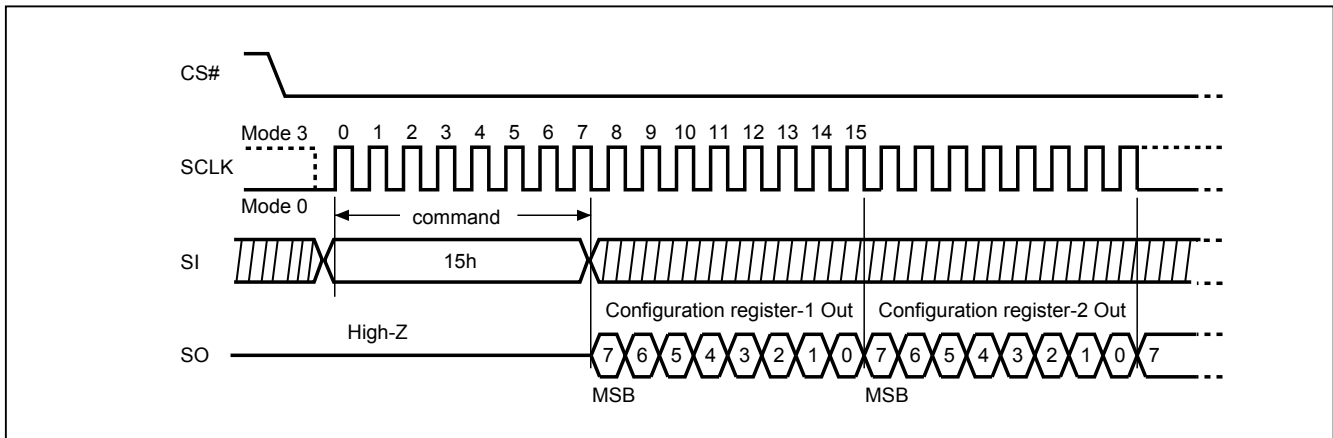 CS#
Mode 3 0 1 2 3 4 5 6 7 8 9 10 11 12 13 14 15
SCLK
Mode 0
command
SI 15h
Configuration register-1 Out Configuration register-2 Out
High-Z
SO 7 6 5 4 3 2 1 0 7 6 5 4 3 2 1 0 7
MSB MSB